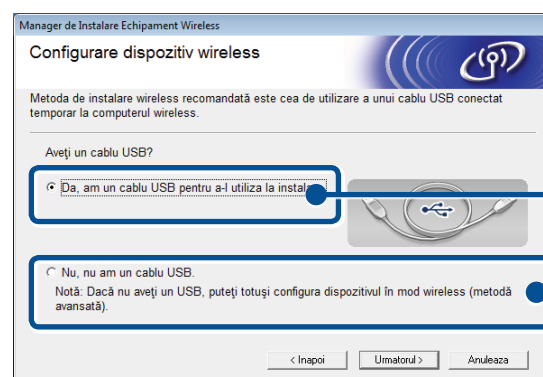 Manager de Instalare Echipament Wireless
Configurare dispozitiv wireless
Metoda de instalare wireless recomandată este cea de utilizare a unui cablu USB conectat
temporar la computerul wireless.
Aveţi un cablu USB?
Da, am un cablu USB pentru a-l utiliza la
Nu, nu am un cablu USB.
Notă: Dacă nu aveţi un USB, puteţi totuşi configura dispozitivul în mod wireless (metodă
avansată).
< Inapoi
Urmatorul >
Anuleaza